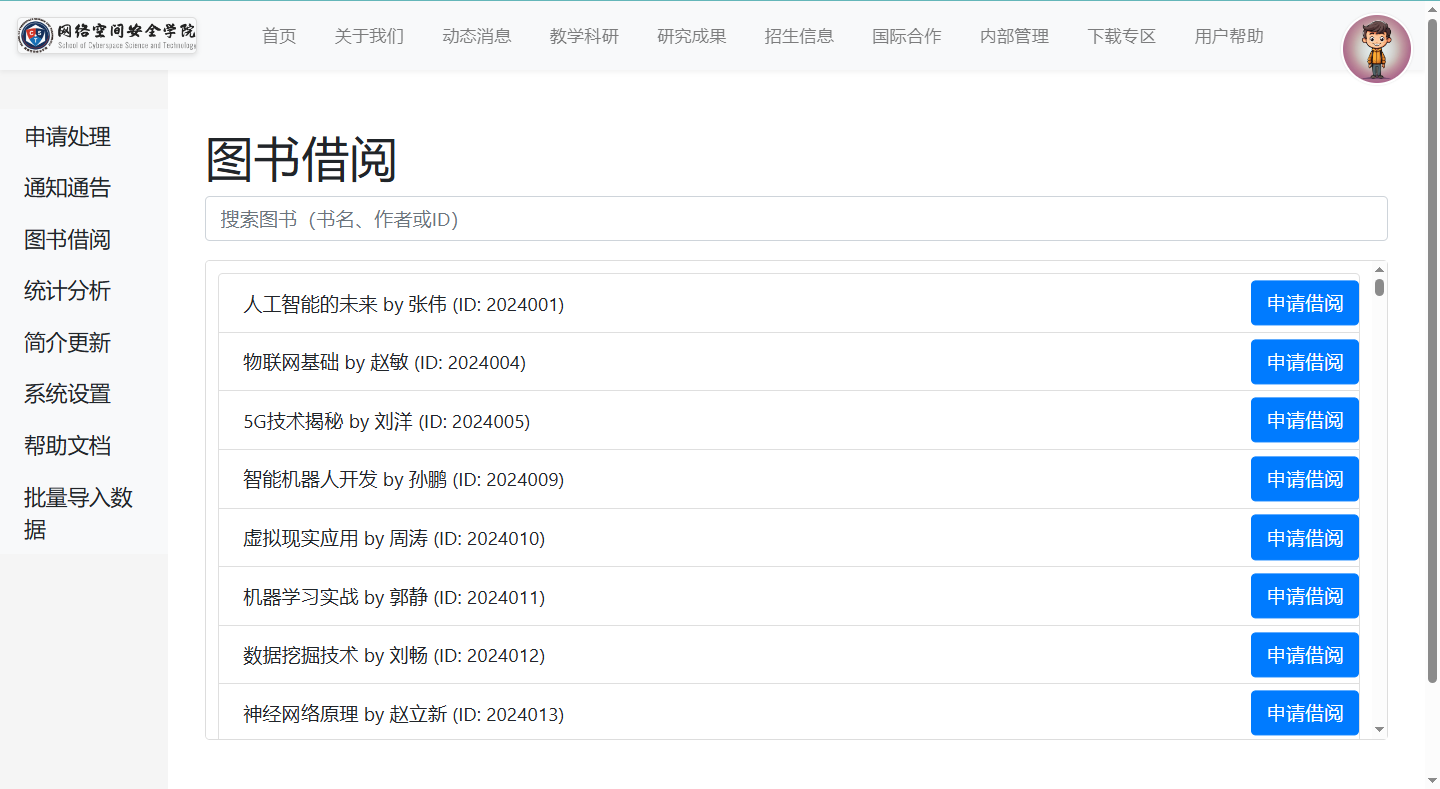 网络空间安全学院
School of Cyberspace Science and Technology
首页 关于我们 动态消息 教学科研 研究成果 招生信息 国际合作 内部管理 下载专区 用户帮助
申请处理
通知通告
图书借阅
统计分析
简介更新
系统设置
帮助文档
批量导入数
据
图书借阅
搜索图书（书名、作者或ID）
人工智能的未来 by 张伟 (ID: 2024001) 申请借阅
物联网基础 by 赵敏 (ID: 2024004) 申请借阅
5G技术揭秘 by 刘洋 (ID: 2024005) 申请借阅
智能机器人开发 by 孙鹏 (ID: 2024009) 申请借阅
虚拟现实应用 by 周涛 (ID: 2024010) 申请借阅
机器学习实战 by 郭静 (ID: 2024011) 申请借阅
数据挖掘技术 by 刘畅 (ID: 2024012) 申请借阅
神经网络原理 by 赵立新 (ID: 2024013) 申请借阅